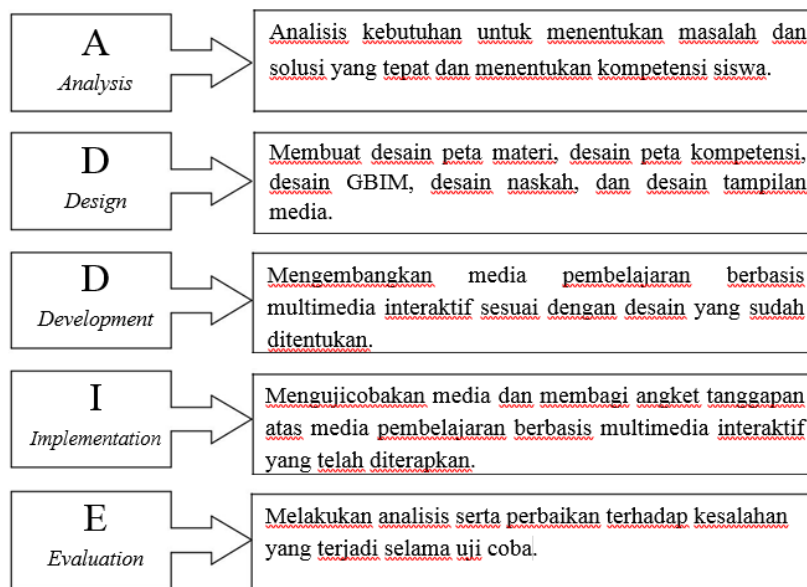 A
Analysis
Analisis kebutuhan untuk menentukan masalah dan
solusi yang tepat dan menentukan kompetensi siswa.
D
Design
Membuat desain peta materi, desain peta kompetensi,
desain GBIM, desain naskah, dan desain tampilan
media.
D
Development
Mengembangkan media pembelajaran berbasis
multimedia interaktif sesuai dengan desain yang sudah
ditentukan.
I
Implementation
Mengujicobakan media dan membagi angket tanggapan
atas media pembelajaran berbasis multimedia interaktif
yang telah diterapkan.
E
Evaluation
Melakukan analisis serta perbaikan terhadap kesalahan
yang terjadi selama uji coba.